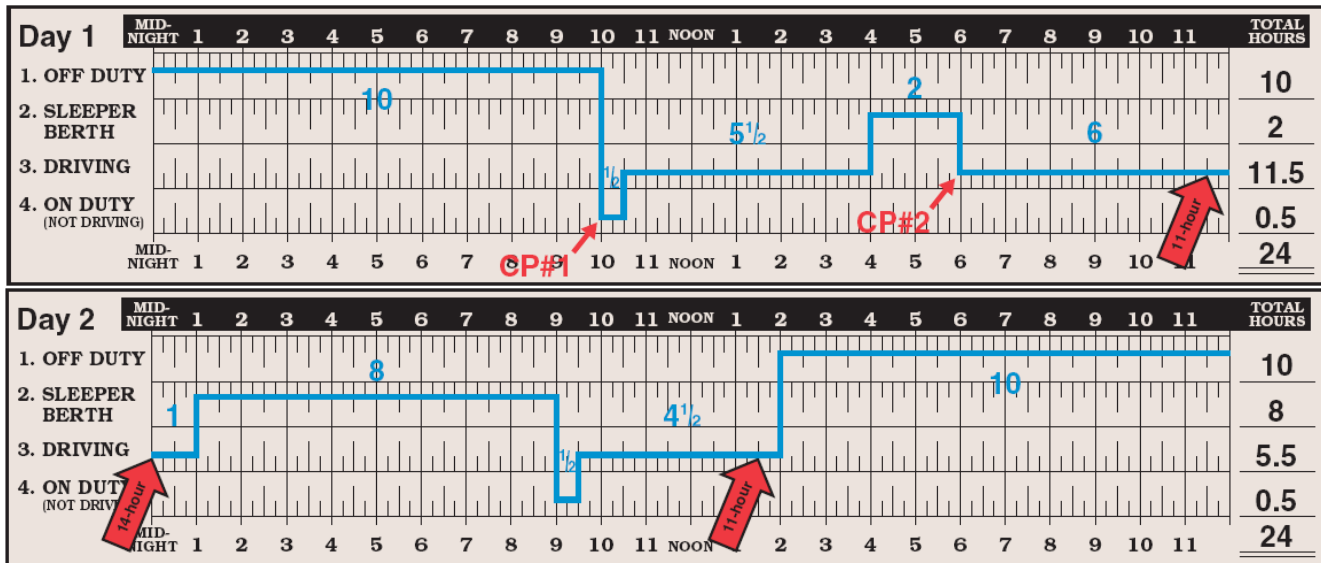 Day 1 MID-NIGHT 1 2 3 4 5 6 7 8 9 10 11 NOON 1 2 3 4 5 6 7 8 9 10 11 TOTAL HOURS
1. OFF DUTY 10 10
2. SLEEPER BERTH 5 1/2 2 6 2
3. DRIVING 1/2 11.5
4. ON DUTY (NOT DRIVING) CP#1 CP#2 11-hour 0.5
MID-NIGHT 1 2 3 4 5 6 7 8 9 10 11 NOON 1 2 3 4 5 6 7 8 9 10 11 24
Day 2 MID-NIGHT 1 2 3 4 5 6 7 8 9 10 11 NOON 1 2 3 4 5 6 7 8 9 10 11 TOTAL HOURS
1. OFF DUTY 8 10 10
2. SLEEPER BERTH 1 4 1/2 8
3. DRIVING 1/2 5.5
4. ON DUTY (NOT DRIV 14-hour 11-hour 0.5
MID-NIGHT 1 2 3 4 5 6 7 8 9 10 11 NOON 1 2 3 4 5 6 7 8 9 10 11 24